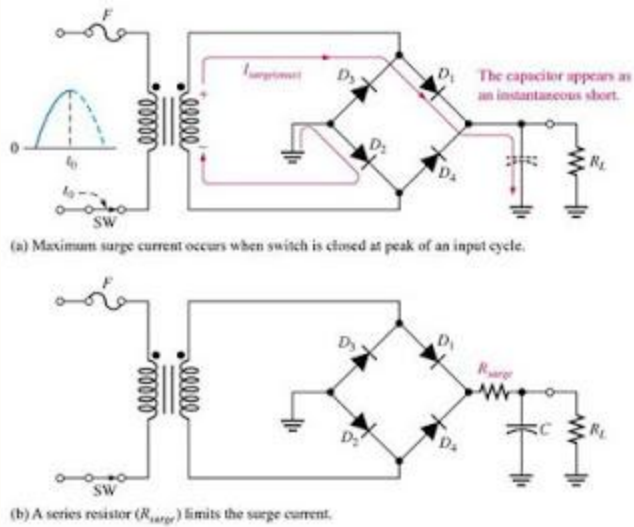 F
I surge(max)
D3
D1
The capacitor appears as
an instantaneous short.
+
D2
0
−
D4
RL
t0
t0
SW
(a) Maximum surge current occurs when switch is closed at peak of an input cycle.
F
D3
D1
Rsurge
D2
D4
C
RL
SW
(b) A series resistor (Rsurge) limits the surge current.